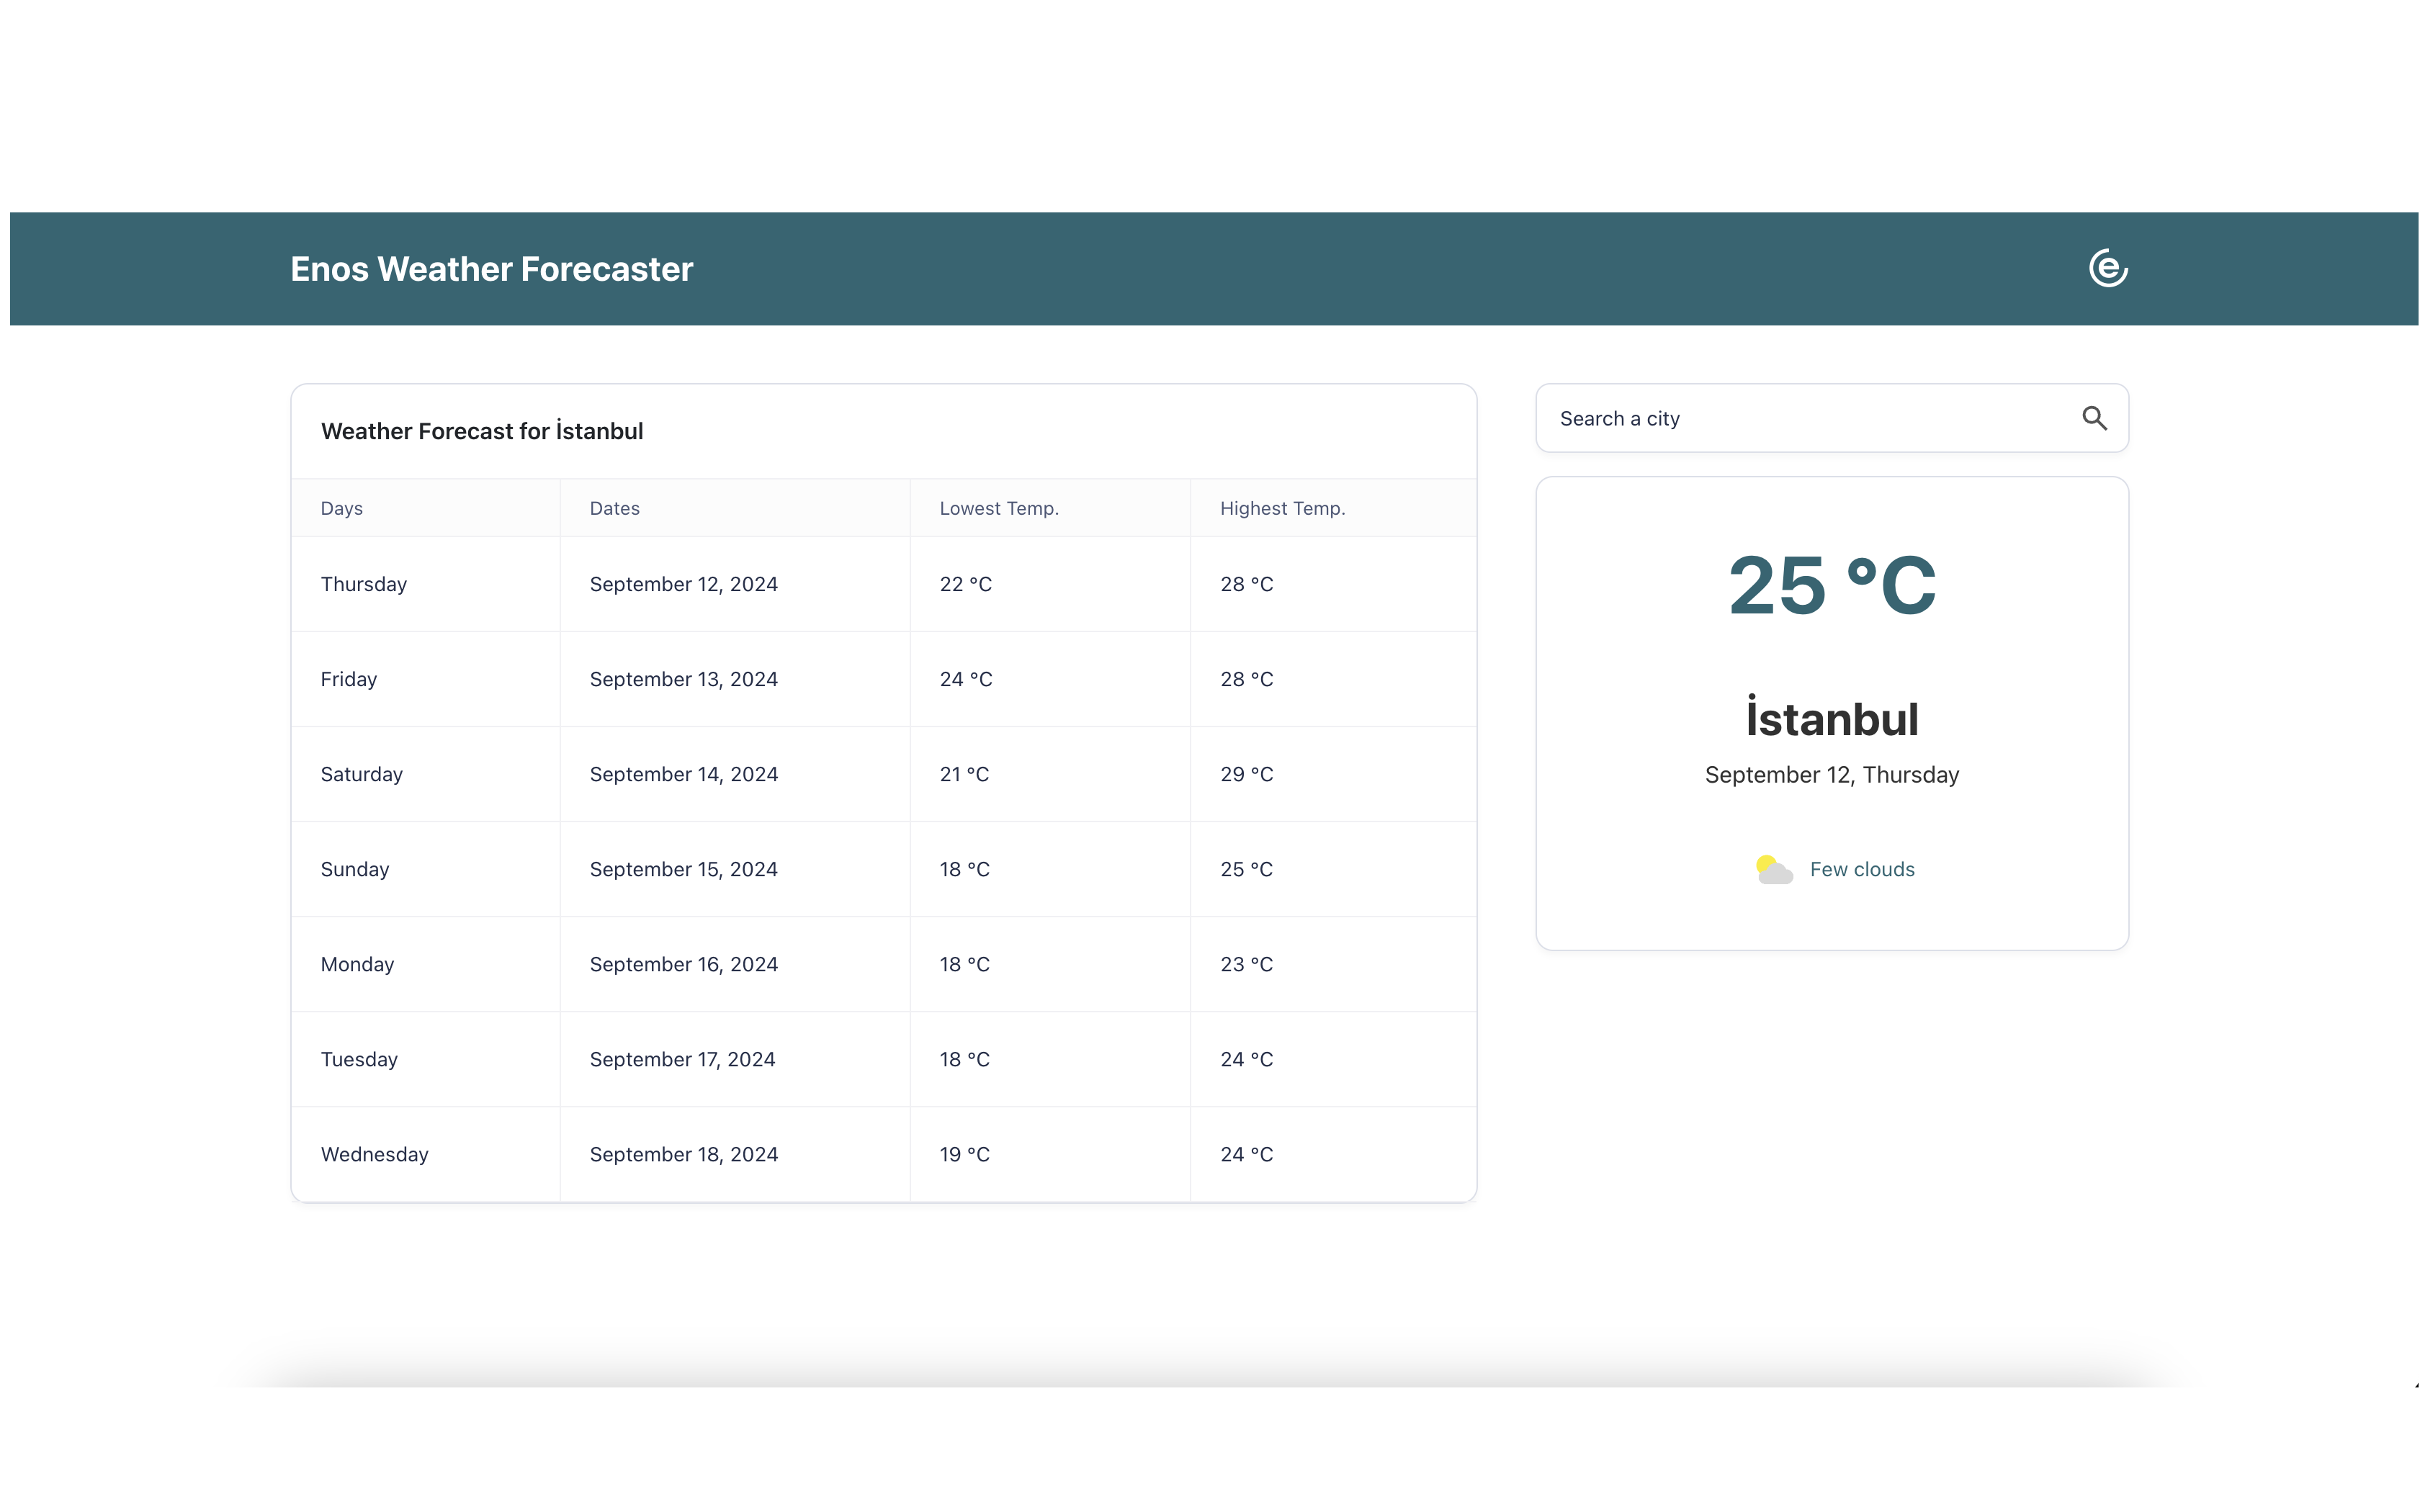 Enos Weather Forecaster
e
Weather Forecast for İstanbul
Days Dates Lowest Temp. Highest Temp.
Thursday September 12, 2024 22 °C 28 °C
Friday September 13, 2024 24 °C 28 °C
Saturday September 14, 2024 21 °C 29 °C
Sunday September 15, 2024 18 °C 25 °C
Monday September 16, 2024 18 °C 23 °C
Tuesday September 17, 2024 18 °C 24 °C
Wednesday September 18, 2024 19 °C 24 °C
Search a city
25 °C
İstanbul
September 12, Thursday
Few clouds